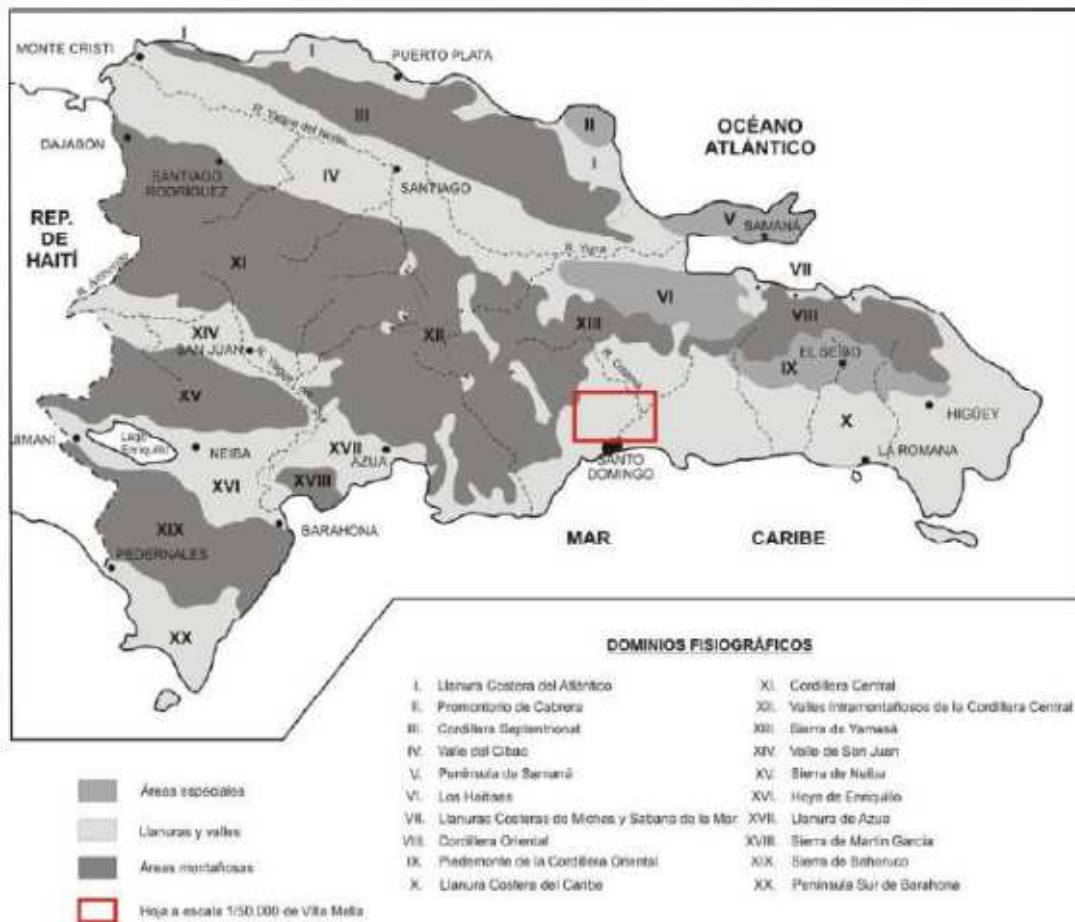 I
I
MONTE CRISTI
PUERTO PLATA
R. Yaque del Norte
III
II
OCÉANO
ATLÁNTICO
DAJABÓN
I
SANTIAGO
RODRÍGUEZ
IV
SANTIAGO
REP.
DE
HAITÍ
V
SAMANÁ
R. Yuna
XI
VII
VI
VIII
R. Artibonito
XIII
XII
XIV
SAN JUAN
EL SEIBO
IX
R. Ozama
XV
X
HIGÜEY
JIMANI
Lago
Enriquillo
NEIBA
XVII
AZUA
LA ROMANA
SANTO
DOMINGO
XVI
XVIII
XIX
BARAHONA
MAR
CARIBE
PEDERNALES
XX
DOMINIOS FISIOGRÁFICOS
I. Llanura Costera del Atlántico
II. Promontorio de Cabrera
III. Cordillera Septentrional
IV. Valle del Cibao
V. Península de Samaná
VI. Los Haitises
VII. Llanuras Costeras de Miches y Sabana de la Mar
VIII. Cordillera Oriental
IX. Piedemonte de la Cordillera Oriental
X. Llanura Costera del Caribe
XI. Cordillera Central
XII. Valles Intramontañosos de la Cordillera Central
XIII. Sierra de Yamasá
XIV. Valle de San Juan
XV. Sierra de Neiba
XVI. Hoya de Enriquillo
XVII. Llanura de Azua
XVIII. Sierra de Martín García
XIX. Sierra de Bahoruco
XX. Península Sur de Barahona
Áreas especiales
Llanuras y valles
Áreas montañosas
Hoja a escala 1/50.000 de Villa Mella